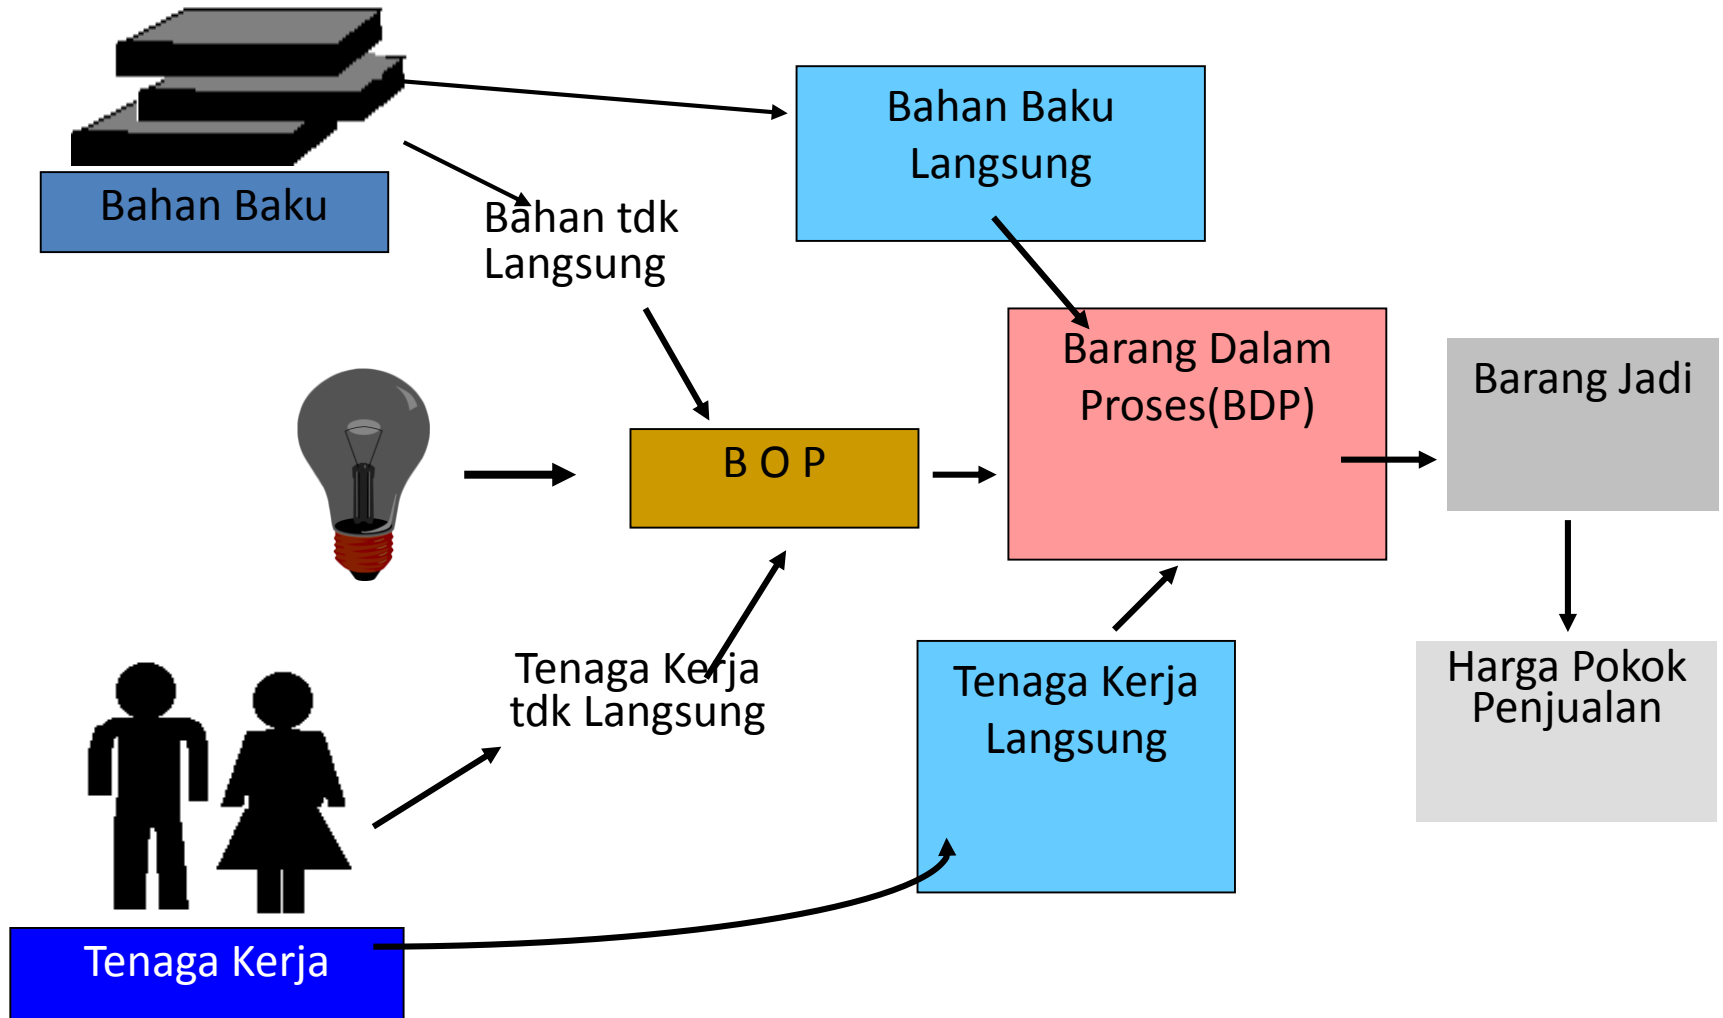 Bahan Baku
Bahan tdk
Langsung
Bahan Baku
Langsung
B O P
Barang Dalam
Proses(BDP)
Barang Jadi
Tenaga Kerja
tdk Langsung
Tenaga Kerja
Langsung
Harga Pokok
Penjualan
Tenaga Kerja